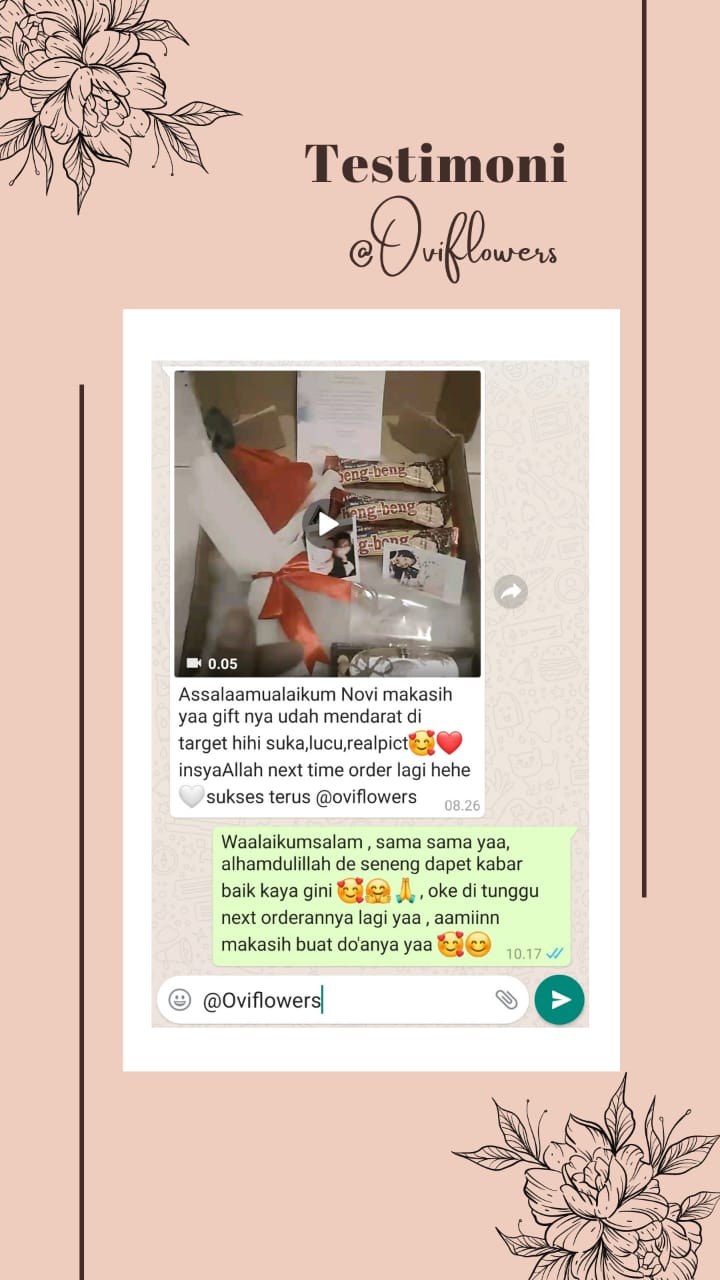 Testimoni
@Oviflowers
beng-beng
eng-beng
g-beng
0.05
Assalaamualaikum Novi makasih
yaa gift nya udah mendarat di
target hihi suka,lucu,realpict🥰❤️
insyaAllah next time order lagi hehe
🤍sukses terus @oviflowers
08.26
Waalaikumsalam , sama sama yaa,
alhamdulillah de seneng dapet kabar
baik kaya gini 🥰🤗🙏, oke di tunggu
next orderannya lagi yaa , aamiinn
makasih buat do'anya yaa 🥰😊
10.17
@Oviflowers